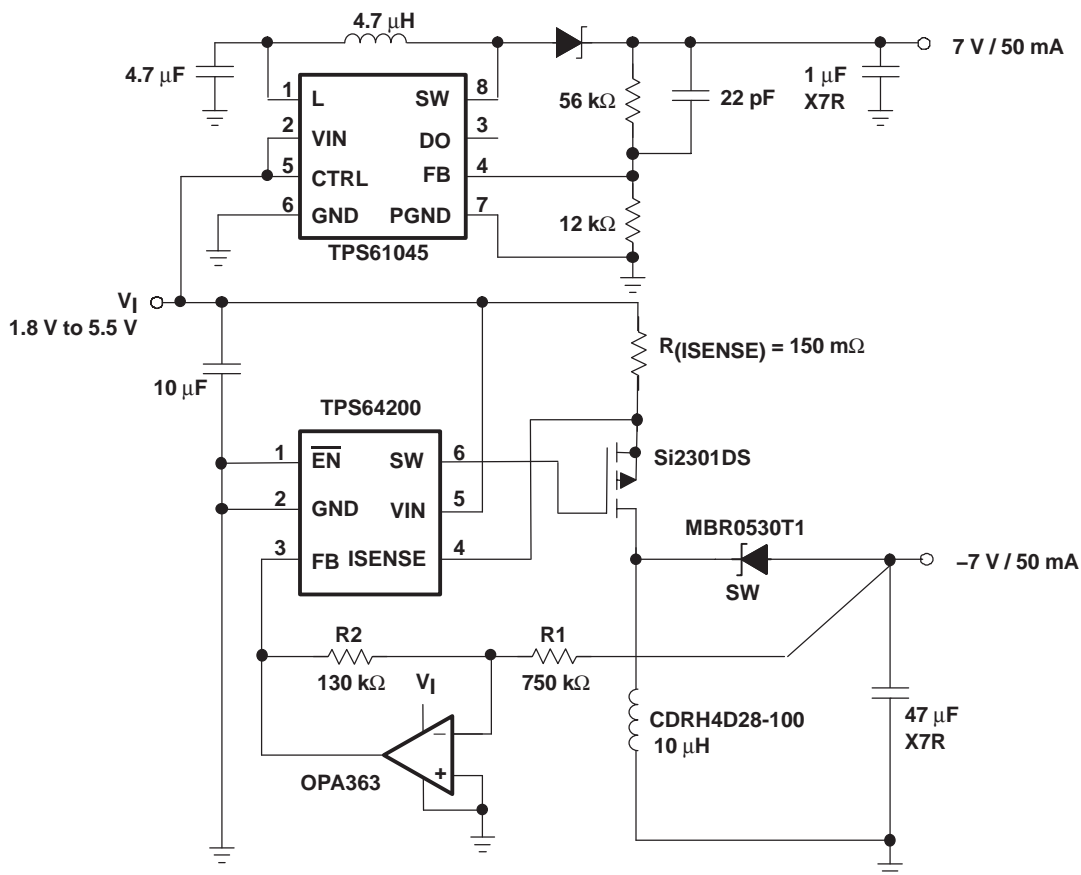 4.7 μH
7 V / 50 mA
4.7 μF
1 μF
X7R
1
L
SW
8
56 kΩ
22 pF
2
VIN
DO
3
5
CTRL
FB
4
6
GND
PGND
7
12 kΩ
TPS61045
VI
1.8 V to 5.5 V
R(ISENSE) = 150 mΩ
10 μF
TPS64200
1
EN
SW
6
Si2301DS
2
GND
VIN
5
MBR0530T1
3
FB
ISENSE
4
–7 V / 50 mA
SW
R2
R1
130 kΩ
750 kΩ
VI
–
+
CDRH4D28-100
10 μH
47 μF
X7R
OPA363